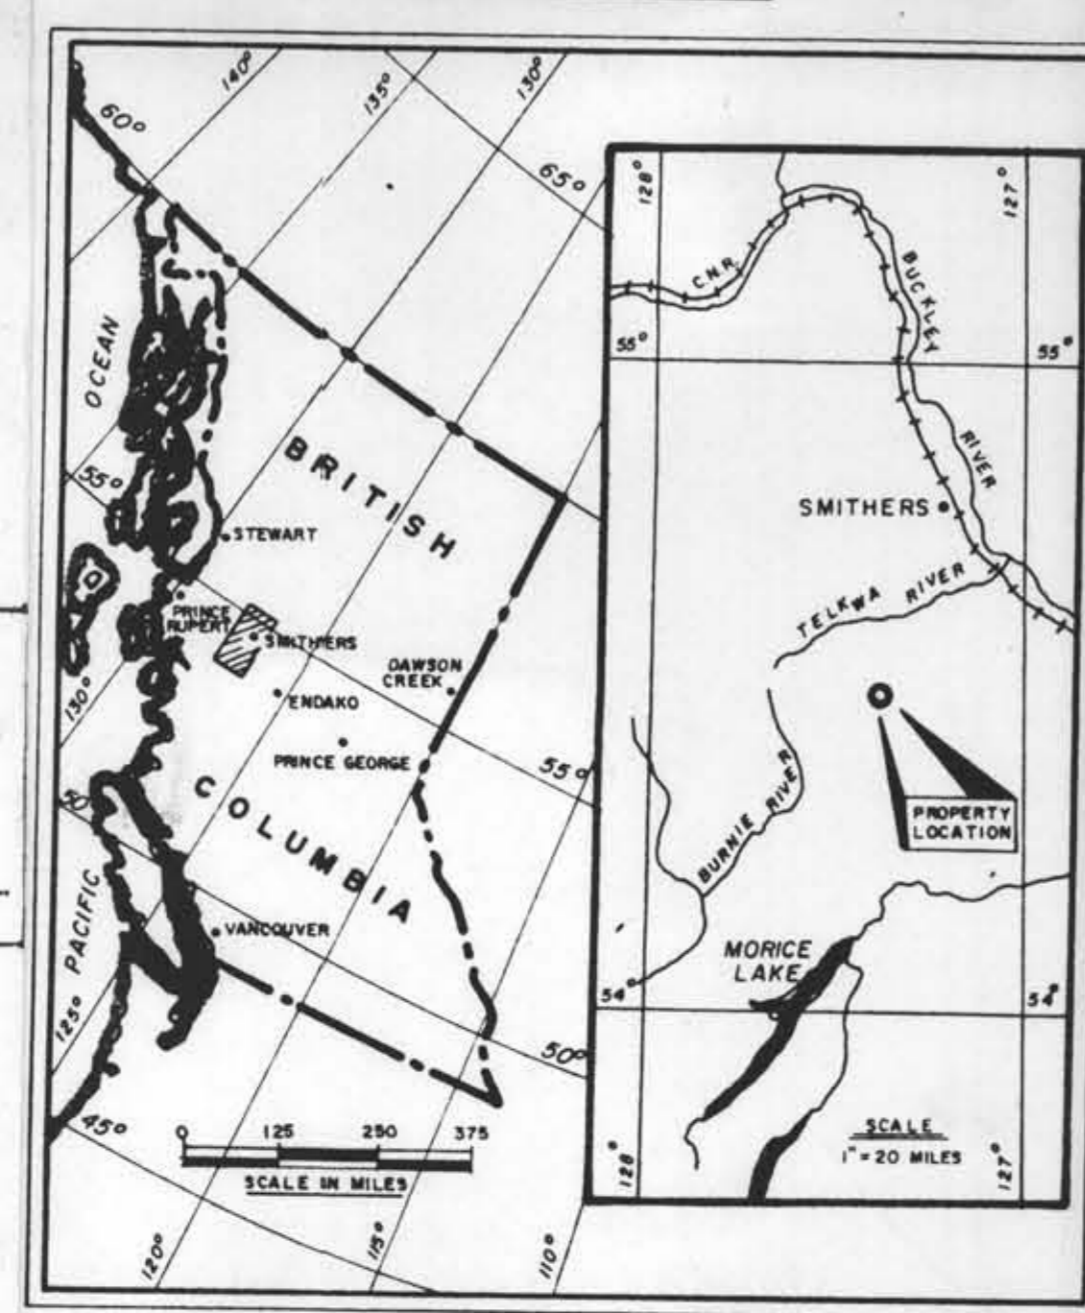 140°
135°
130°
60°
65°
OCEAN
BRITISH
55°
STEWART
PRINCE
RUPERT
SMITHERS
DAWSON
CREEK
130°
ENDAKO
PRINCE GEORGE
55°
50
COLUMBIA
PACIFIC
VANCOUVER
125°
50°
45°
0 125 250 375
SCALE IN MILES
120°
115°
110°
128°
127°
C.N.R.
BUCKLEY
RIVER
55°
55°
SMITHERS
TELKWA RIVER
BURNIE RIVER
PROPERTY
LOCATION
MORICE
LAKE
54°
54°
SCALE
1" = 20 MILES
128°
127°